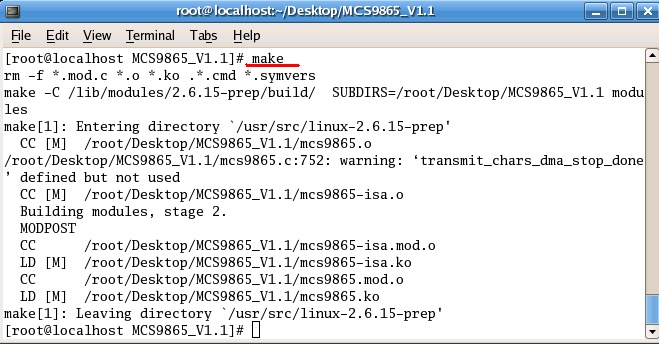 root@localhost:~/Desktop/MCS9865_V1.1
File Edit View Terminal Tabs Help
[root@localhost MCS9865_V1.1]# make
rm -f *.mod.c *.o *.ko .*.cmd *.symvers
make -C /lib/modules/2.6.15-prep/build/  SUBDIRS=/root/Desktop/MCS9865_V1.1 modu
les
make[1]: Entering directory `/usr/src/linux-2.6.15-prep'
  CC [M]  /root/Desktop/MCS9865_V1.1/mcs9865.o
/root/Desktop/MCS9865_V1.1/mcs9865.c:752: warning: ‘transmit_chars_dma_stop_done
’ defined but not used
  CC [M]  /root/Desktop/MCS9865_V1.1/mcs9865-isa.o
  Building modules, stage 2.
  MODPOST
  CC      /root/Desktop/MCS9865_V1.1/mcs9865-isa.mod.o
  LD [M]  /root/Desktop/MCS9865_V1.1/mcs9865-isa.ko
  CC      /root/Desktop/MCS9865_V1.1/mcs9865.mod.o
  LD [M]  /root/Desktop/MCS9865_V1.1/mcs9865.ko
make[1]: Leaving directory `/usr/src/linux-2.6.15-prep'
[root@localhost MCS9865_V1.1]#